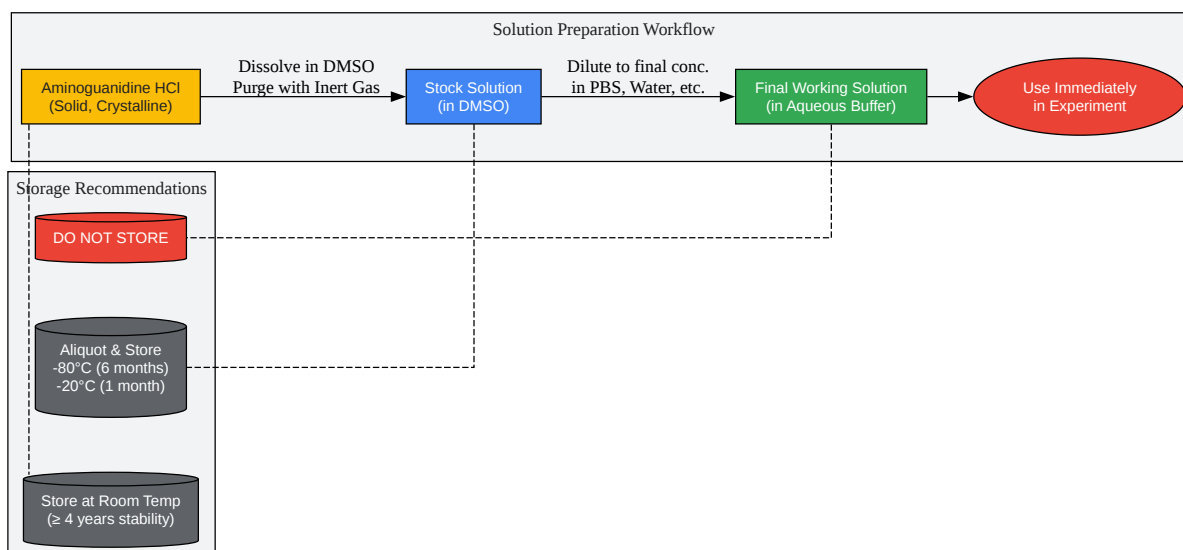 Solution Preparation Workflow
Aminoguanidine HCl
(Solid, Crystalline)
Dissolve in DMSO
Purge with Inert Gas
Stock Solution
(in DMSO)
Dilute to final conc.
in PBS, Water, etc.
Final Working Solution
(in Aqueous Buffer)
Use Immediately
in Experiment
Storage Recommendations
DO NOT STORE
Aliquot & Store
-80°C (6 months)
-20°C (1 month)
Store at Room Temp
(≥ 4 years stability)